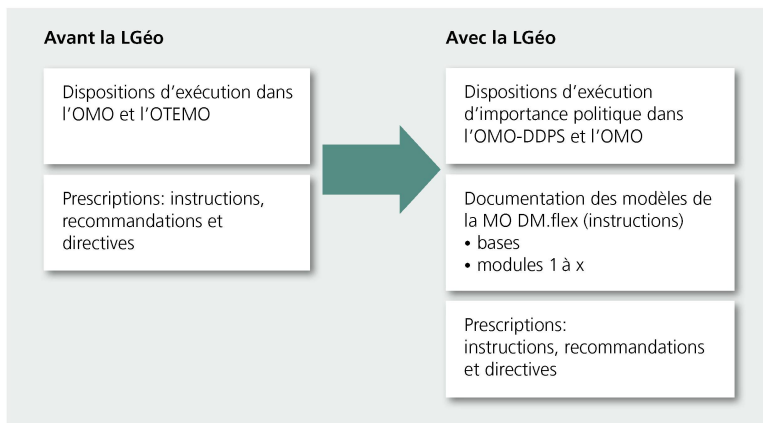 Avant la LGéo
Dispositions d'exécution dans
l'OMO et l'OTEMO
Prescriptions: instructions,
recommandations et
directives
Avec la LGéo
Dispositions d'exécution
d'importance politique dans
l'OMO-DDPS et l'OMO
Documentation des modèles de
la MO DM.flex (instructions)
• bases
• modules 1 à x
Prescriptions:
instructions, recommandations
et directives